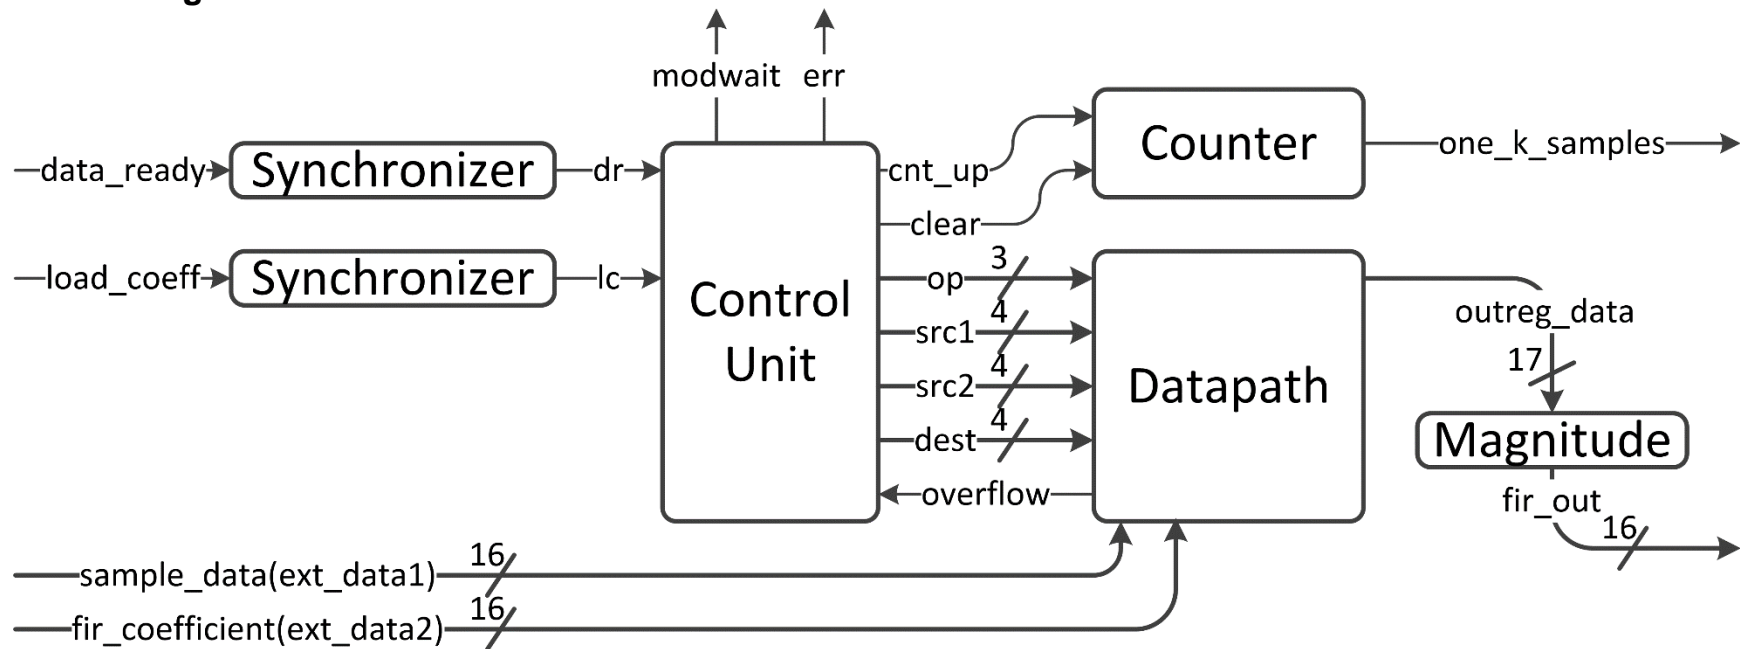 modwait err
data_ready Synchronizer dr
cnt_up
Counter
one_k_samples
clear
load_coeff Synchronizer lc
Control
Unit
op 3
src1 4
src2 4
dest 4
overflow
Datapath
outreg_data
17
Magnitude
fir_out
16
sample_data(ext_data1) 16
fir_coefficient(ext_data2) 16